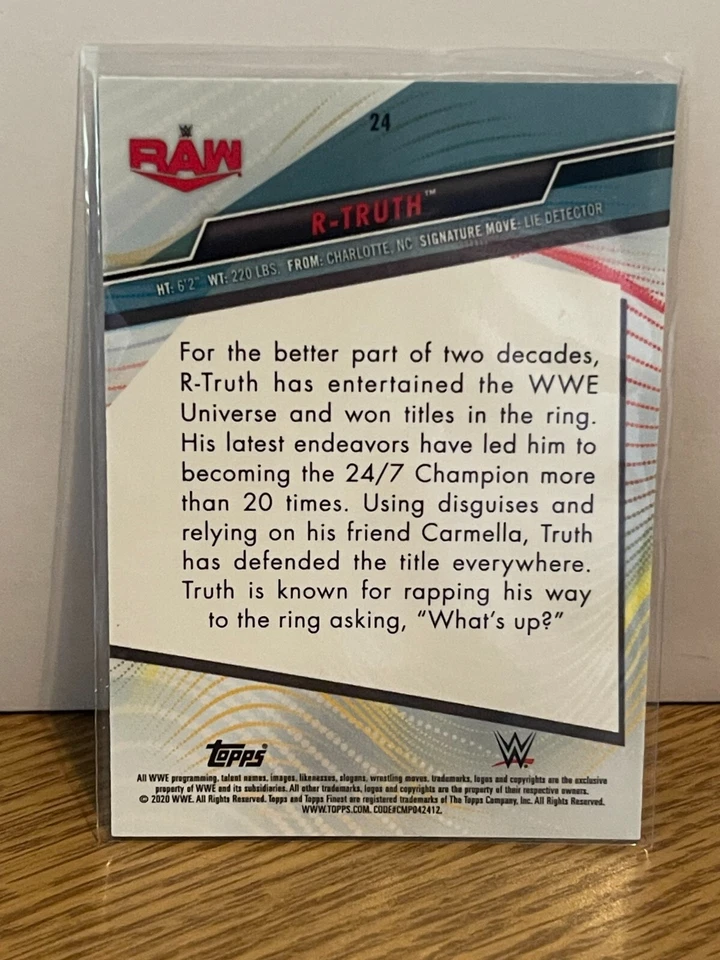 24
RAW
R-TRUTH™
HT: 6'2" WT: 220 LBS. FROM: CHARLOTTE, NC SIGNATURE MOVE: LIE DETECTOR
For the better part of two decades,
R-Truth has entertained the WWE
Universe and won titles in the ring.
His latest endeavors have led him to
becoming the 24/7 Champion more
than 20 times. Using disguises and
relying on his friend Carmella, Truth
has defended the title everywhere.
Truth is known for rapping his way
to the ring asking, “What’s up?”
topps®
W
All WWE programming, talent names, images, likenesses, slogans, wrestling moves, trademarks, logos and copyrights are the exclusive
property of WWE and its subsidiaries. All other trademarks, logos and copyrights are the property of their respective owners.
© 2020 WWE. All Rights Reserved. Topps and Topps Finest are registered trademarks of The Topps Company, Inc. All Rights Reserved.
WWW.TOPPS.COM. CODE#CMP042412.